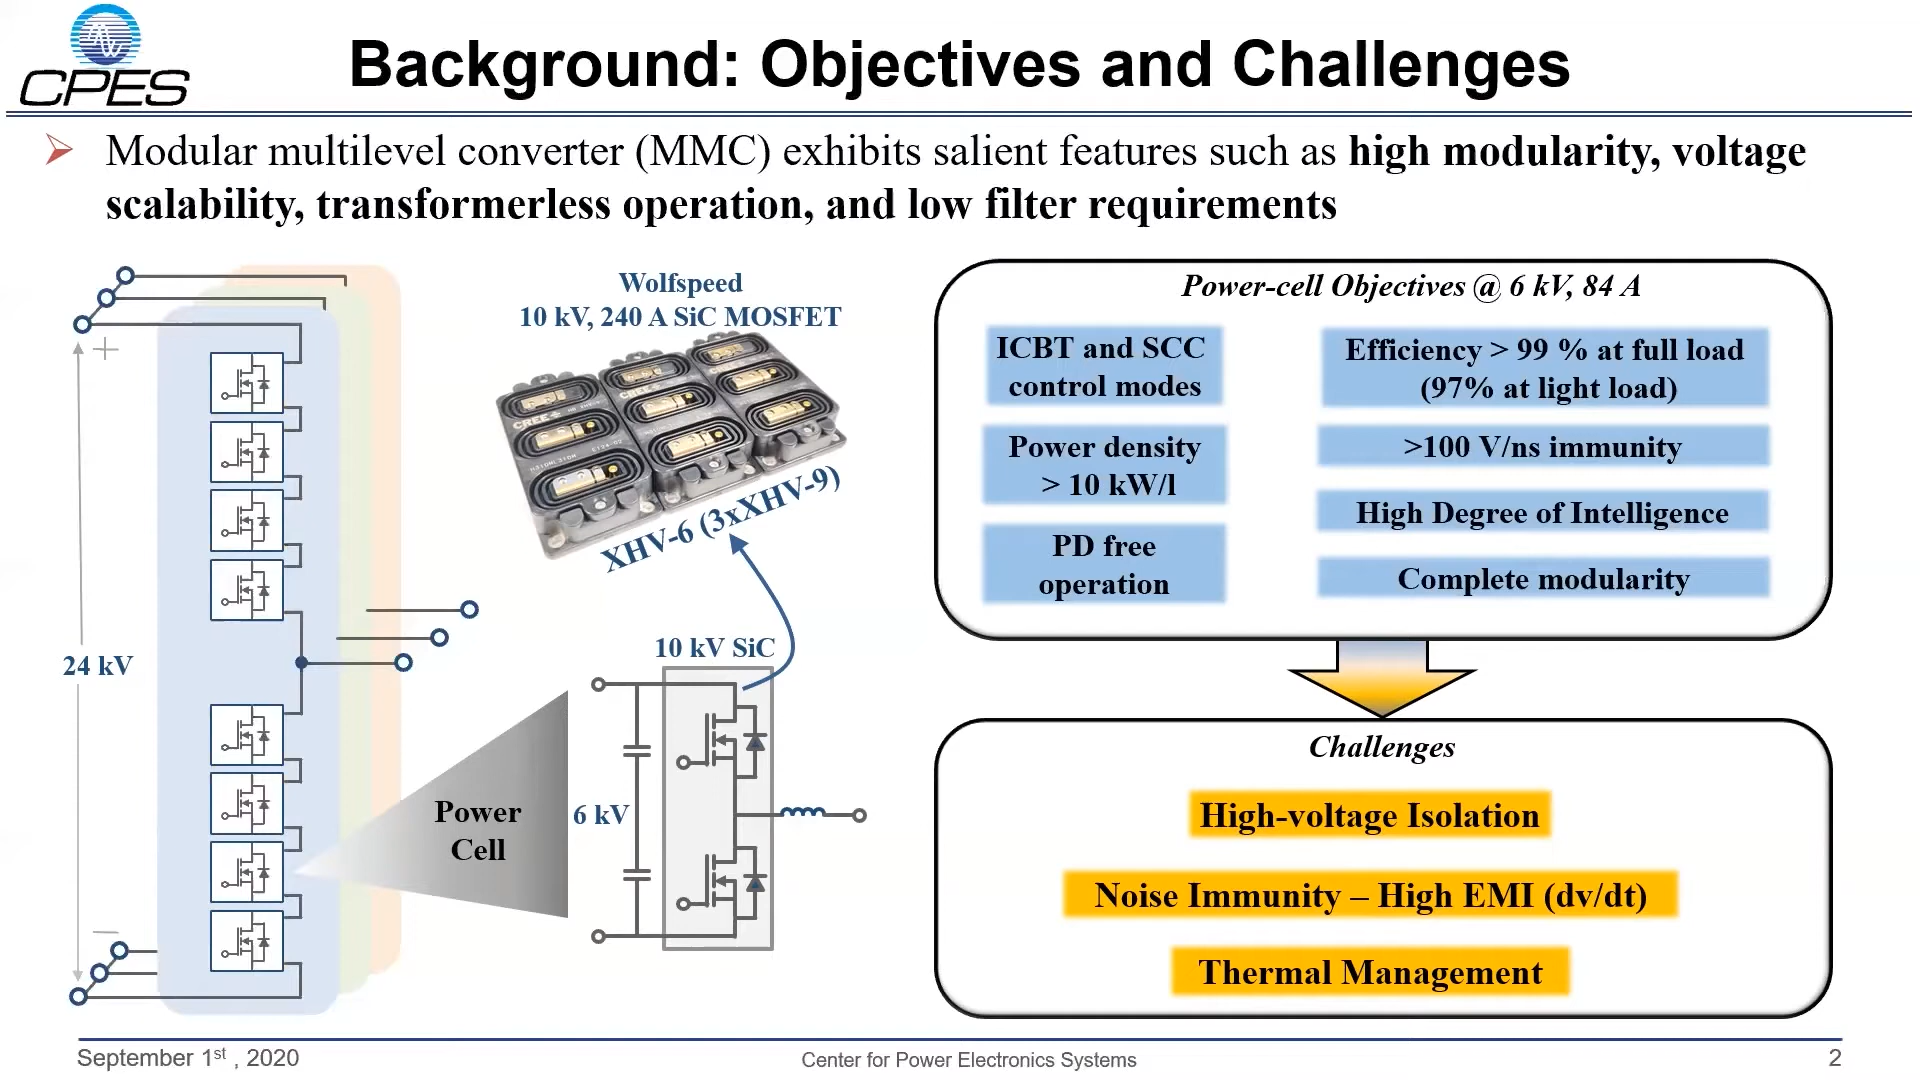 CPES
Background: Objectives and Challenges
Modular multilevel converter (MMC) exhibits salient features such as high modularity, voltage
scalability, transformerless operation, and low filter requirements
24 kV
Wolfspeed
10 kV, 240 A SiC MOSFET
CREE
CREE
XHV-6 (3xXHV-9)
10 kV SiC
Power
Cell
6 kV
Power-cell Objectives @ 6 kV, 84 A
ICBT and SCC
control modes
Power density
> 10 kW/l
PD free
operation
Efficiency > 99 % at full load
(97% at light load)
>100 V/ns immunity
High Degree of Intelligence
Complete modularity
Challenges
High-voltage Isolation
Noise Immunity – High EMI (dv/dt)
Thermal Management
September 1st , 2020
Center for Power Electronics Systems
2